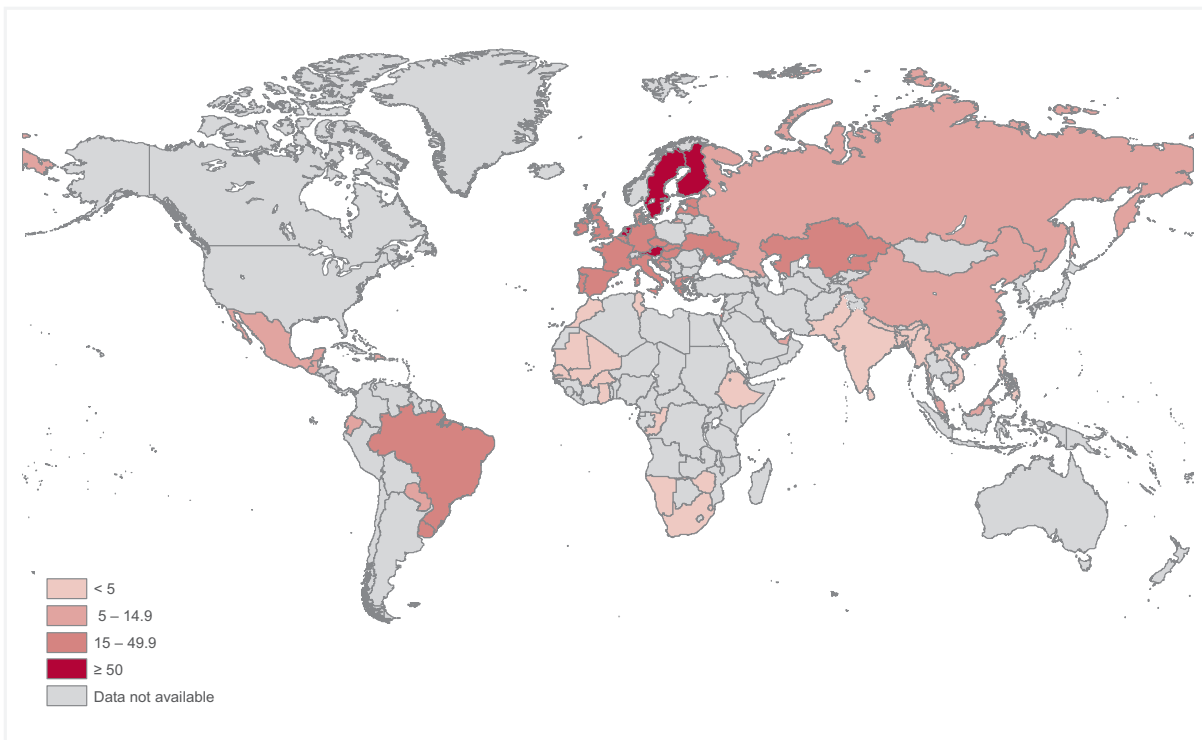 < 5
5 – 14.9
15 – 49.9
≥ 50
Data not available